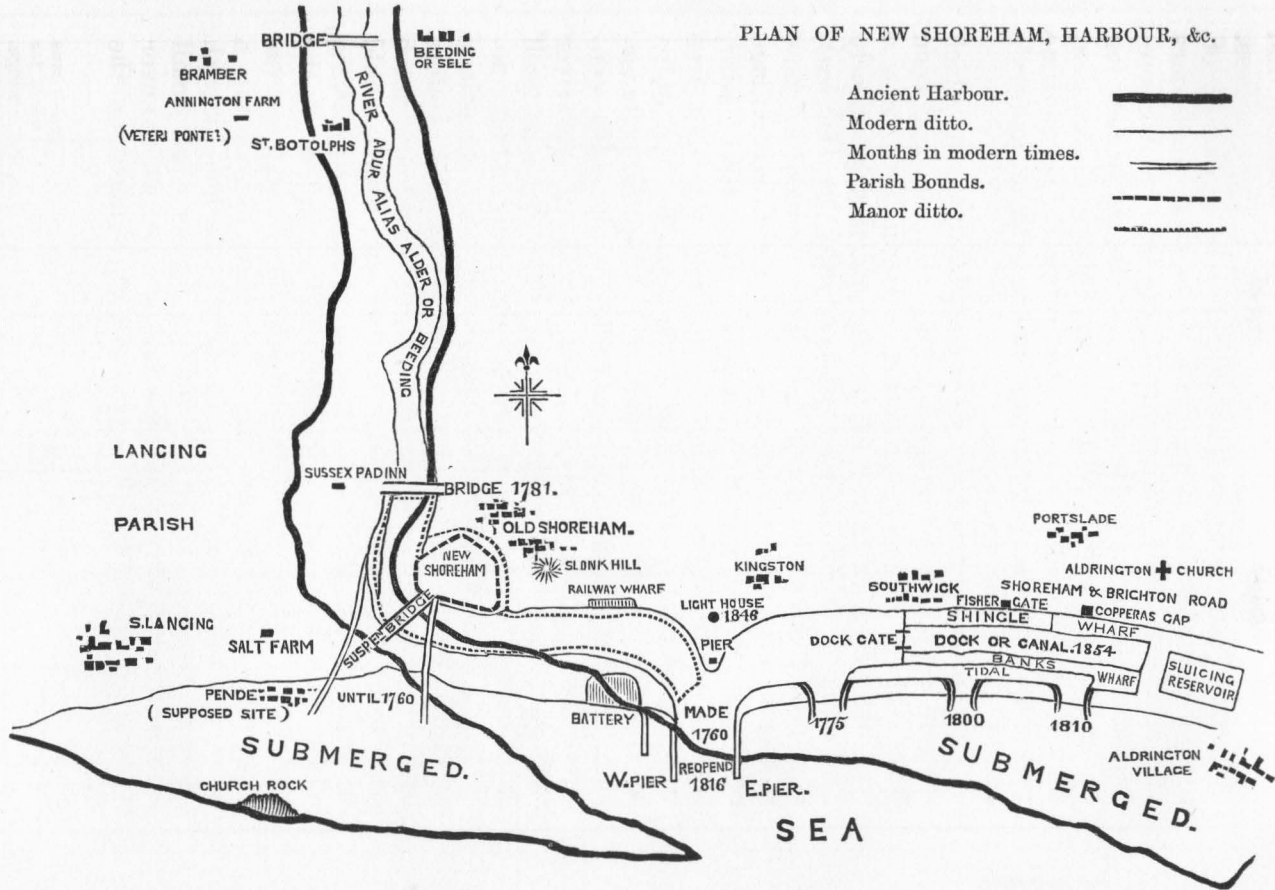 PLAN OF NEW SHOREHAM, HARBOUR, &c.
Ancient Harbour.
Modern ditto.
Mouths in modern times.
Parish Bounds.
Manor ditto.
BRIDGE
BEEDING
OR SELE
BRAMBER
ANNINGTON FARM
(VETERI PONTE?)
ST. BOTOLPHS
RIVER ADUR ALIAS ALDER OR BEEDING
LANCING
PARISH
SUSSEX PAD INN
BRIDGE 1781.
OLD SHOREHAM.
NEW
SHOREHAM
SLONK HILL
RAILWAY WHARF
KINGSTON
LIGHT HOUSE
1846
PIER
PORTSLADE
ALDRINGTON CHURCH
SOUTHWICK
SHOREHAM & BRIGHTON ROAD
FISHER GATE
COPPERAS GAP
SHINGLE
WHARF
DOCK GATE
DOCK OR CANAL.1854
BANKS
TIDAL
WHARF
SLUICING
RESERVOIR
S.LANCING
SALT FARM
SUSPEN BRIDGE
PENDE
(SUPPOSED SITE)
UNTIL 1760
BATTERY
MADE
1760
1775
1800
1810
SUBMERGED.
SUBMERGED.
ALDRINGTON
VILLAGE
CHURCH ROCK
W.PIER
REOPEND
1816
E.PIER.
SEA